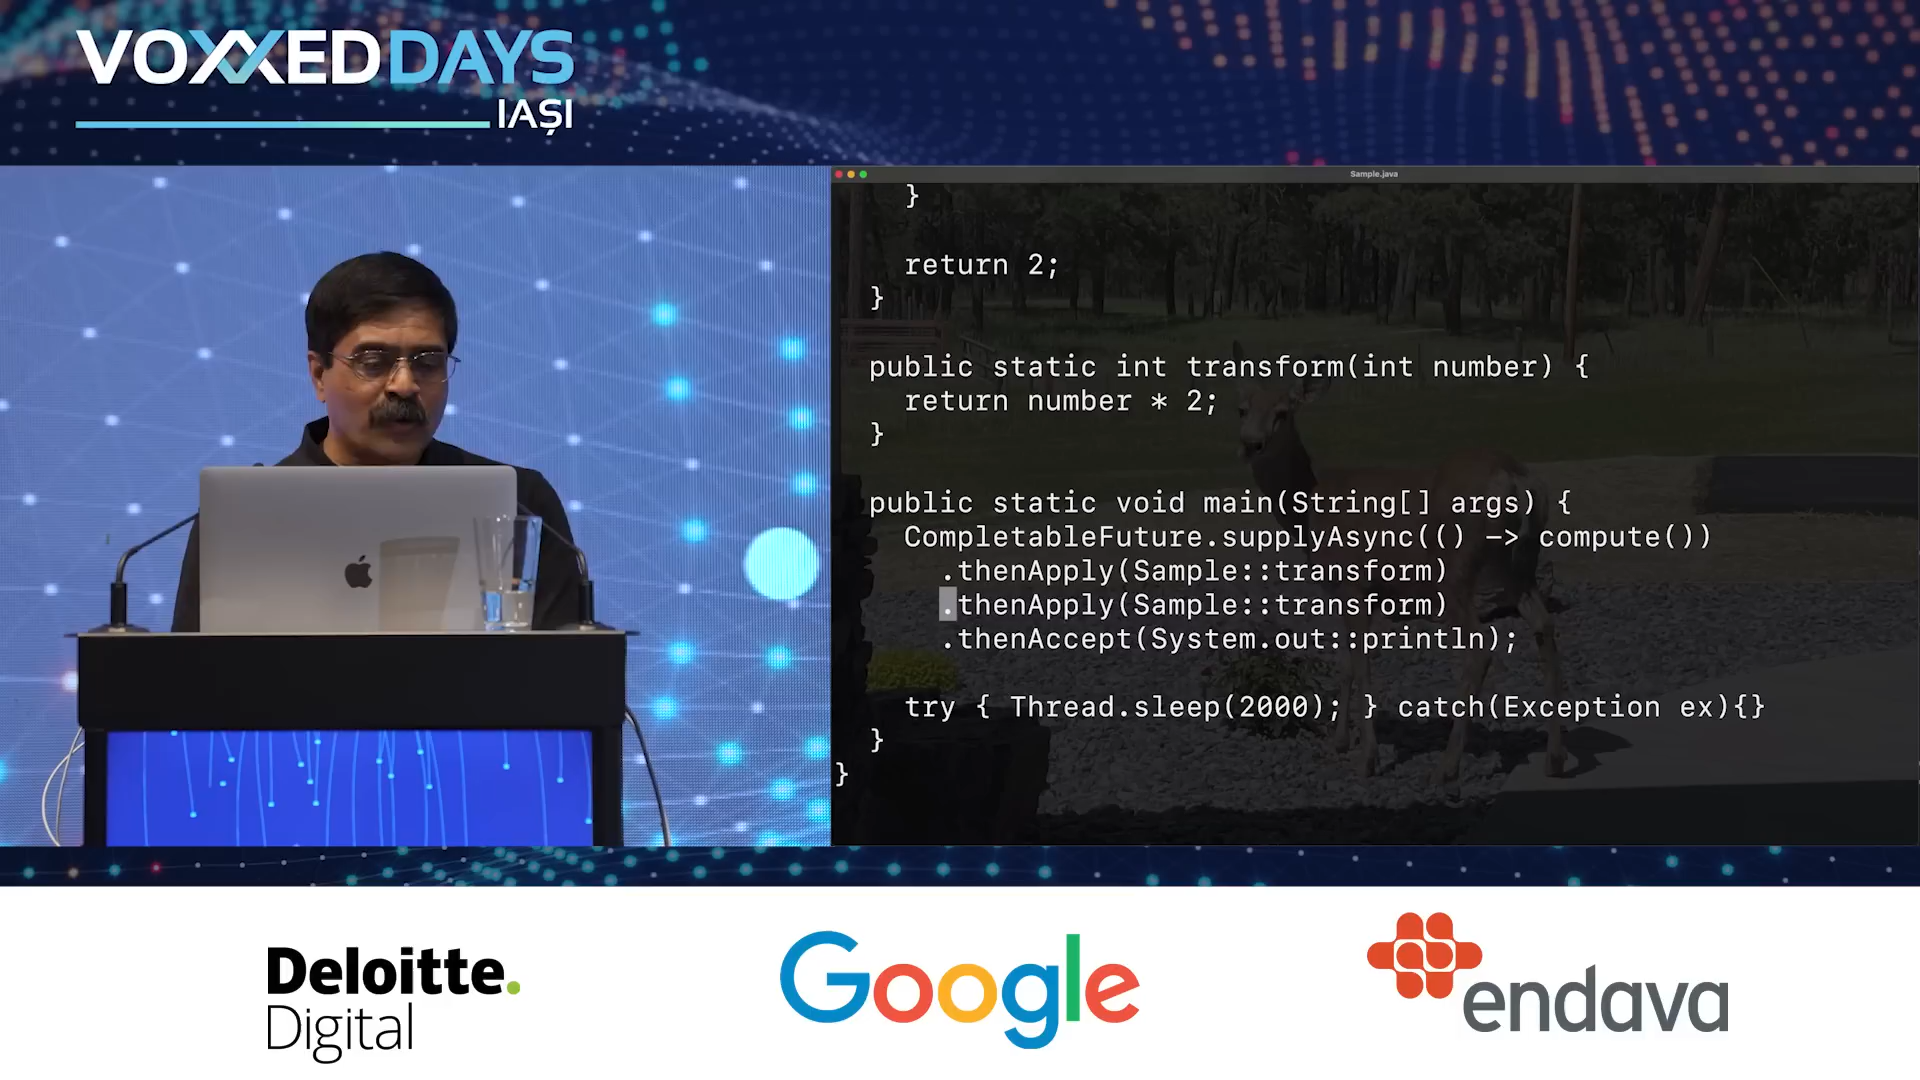 VOXXEDDAYS
IAȘI
Sample.java
}
return 2;
}
public static int transform(int number) {
return number * 2;
}
public static void main(String[] args) {
CompletableFuture.supplyAsync(() -> compute())
.thenApply(Sample::transform)
.thenApply(Sample::transform)
.thenAccept(System.out::println);
try { Thread.sleep(2000); } catch(Exception ex){}
}
}
Deloitte.
Digital
Google
endava